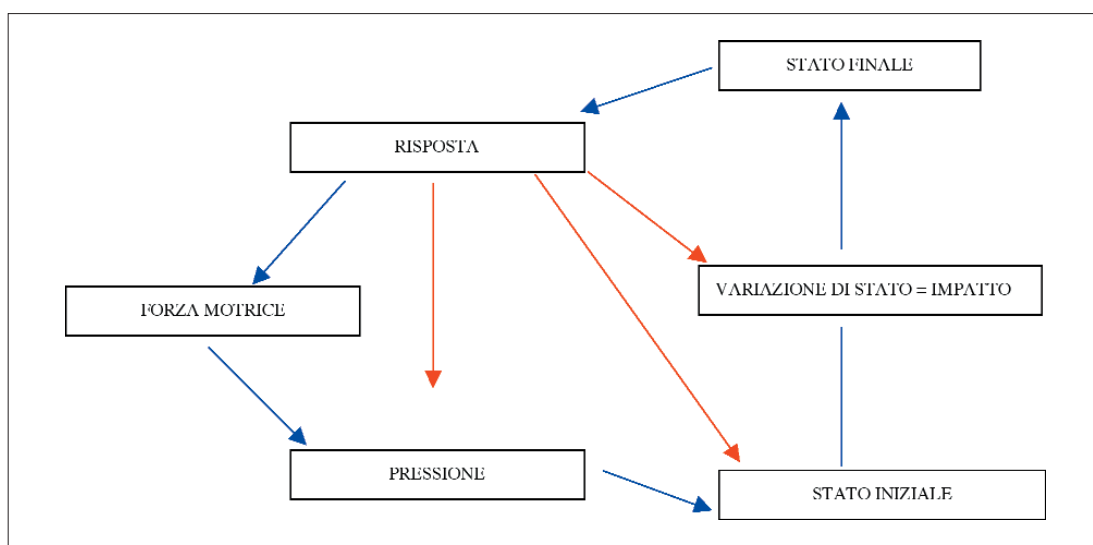 STATO FINALE
RISPOSTA
VARIAZIONE DI STATO = IMPATTO
FORZA MOTRICE
PRESSIONE
STATO INIZIALE